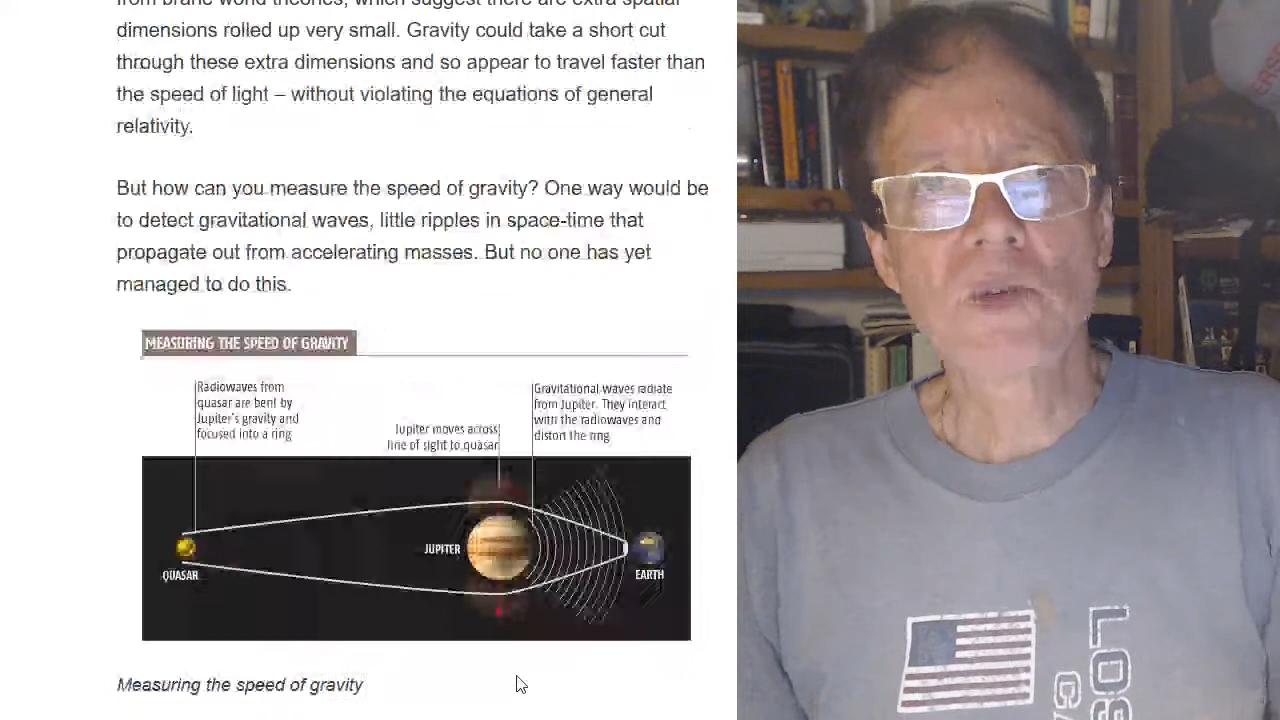 from brane world theories, which suggest there are extra spatial
dimensions rolled up very small. Gravity could take a short cut
through these extra dimensions and so appear to travel faster than
the speed of light – without violating the equations of general
relativity.
But how can you measure the speed of gravity? One way would be
to detect gravitational waves, little ripples in space-time that
propagate out from accelerating masses. But no one has yet
managed to do this.
MEASURING THE SPEED OF GRAVITY
Radiowaves from
quasar are bent by
Jupiter's gravity and
focused into a ring
Jupiter moves across
line of sight to quasar
Gravitational waves radiate
from Jupiter. They interact
with the radiowaves and
distort the ring
QUASAR
JUPITER
EARTH
Measuring the speed of gravity
LOS
CA